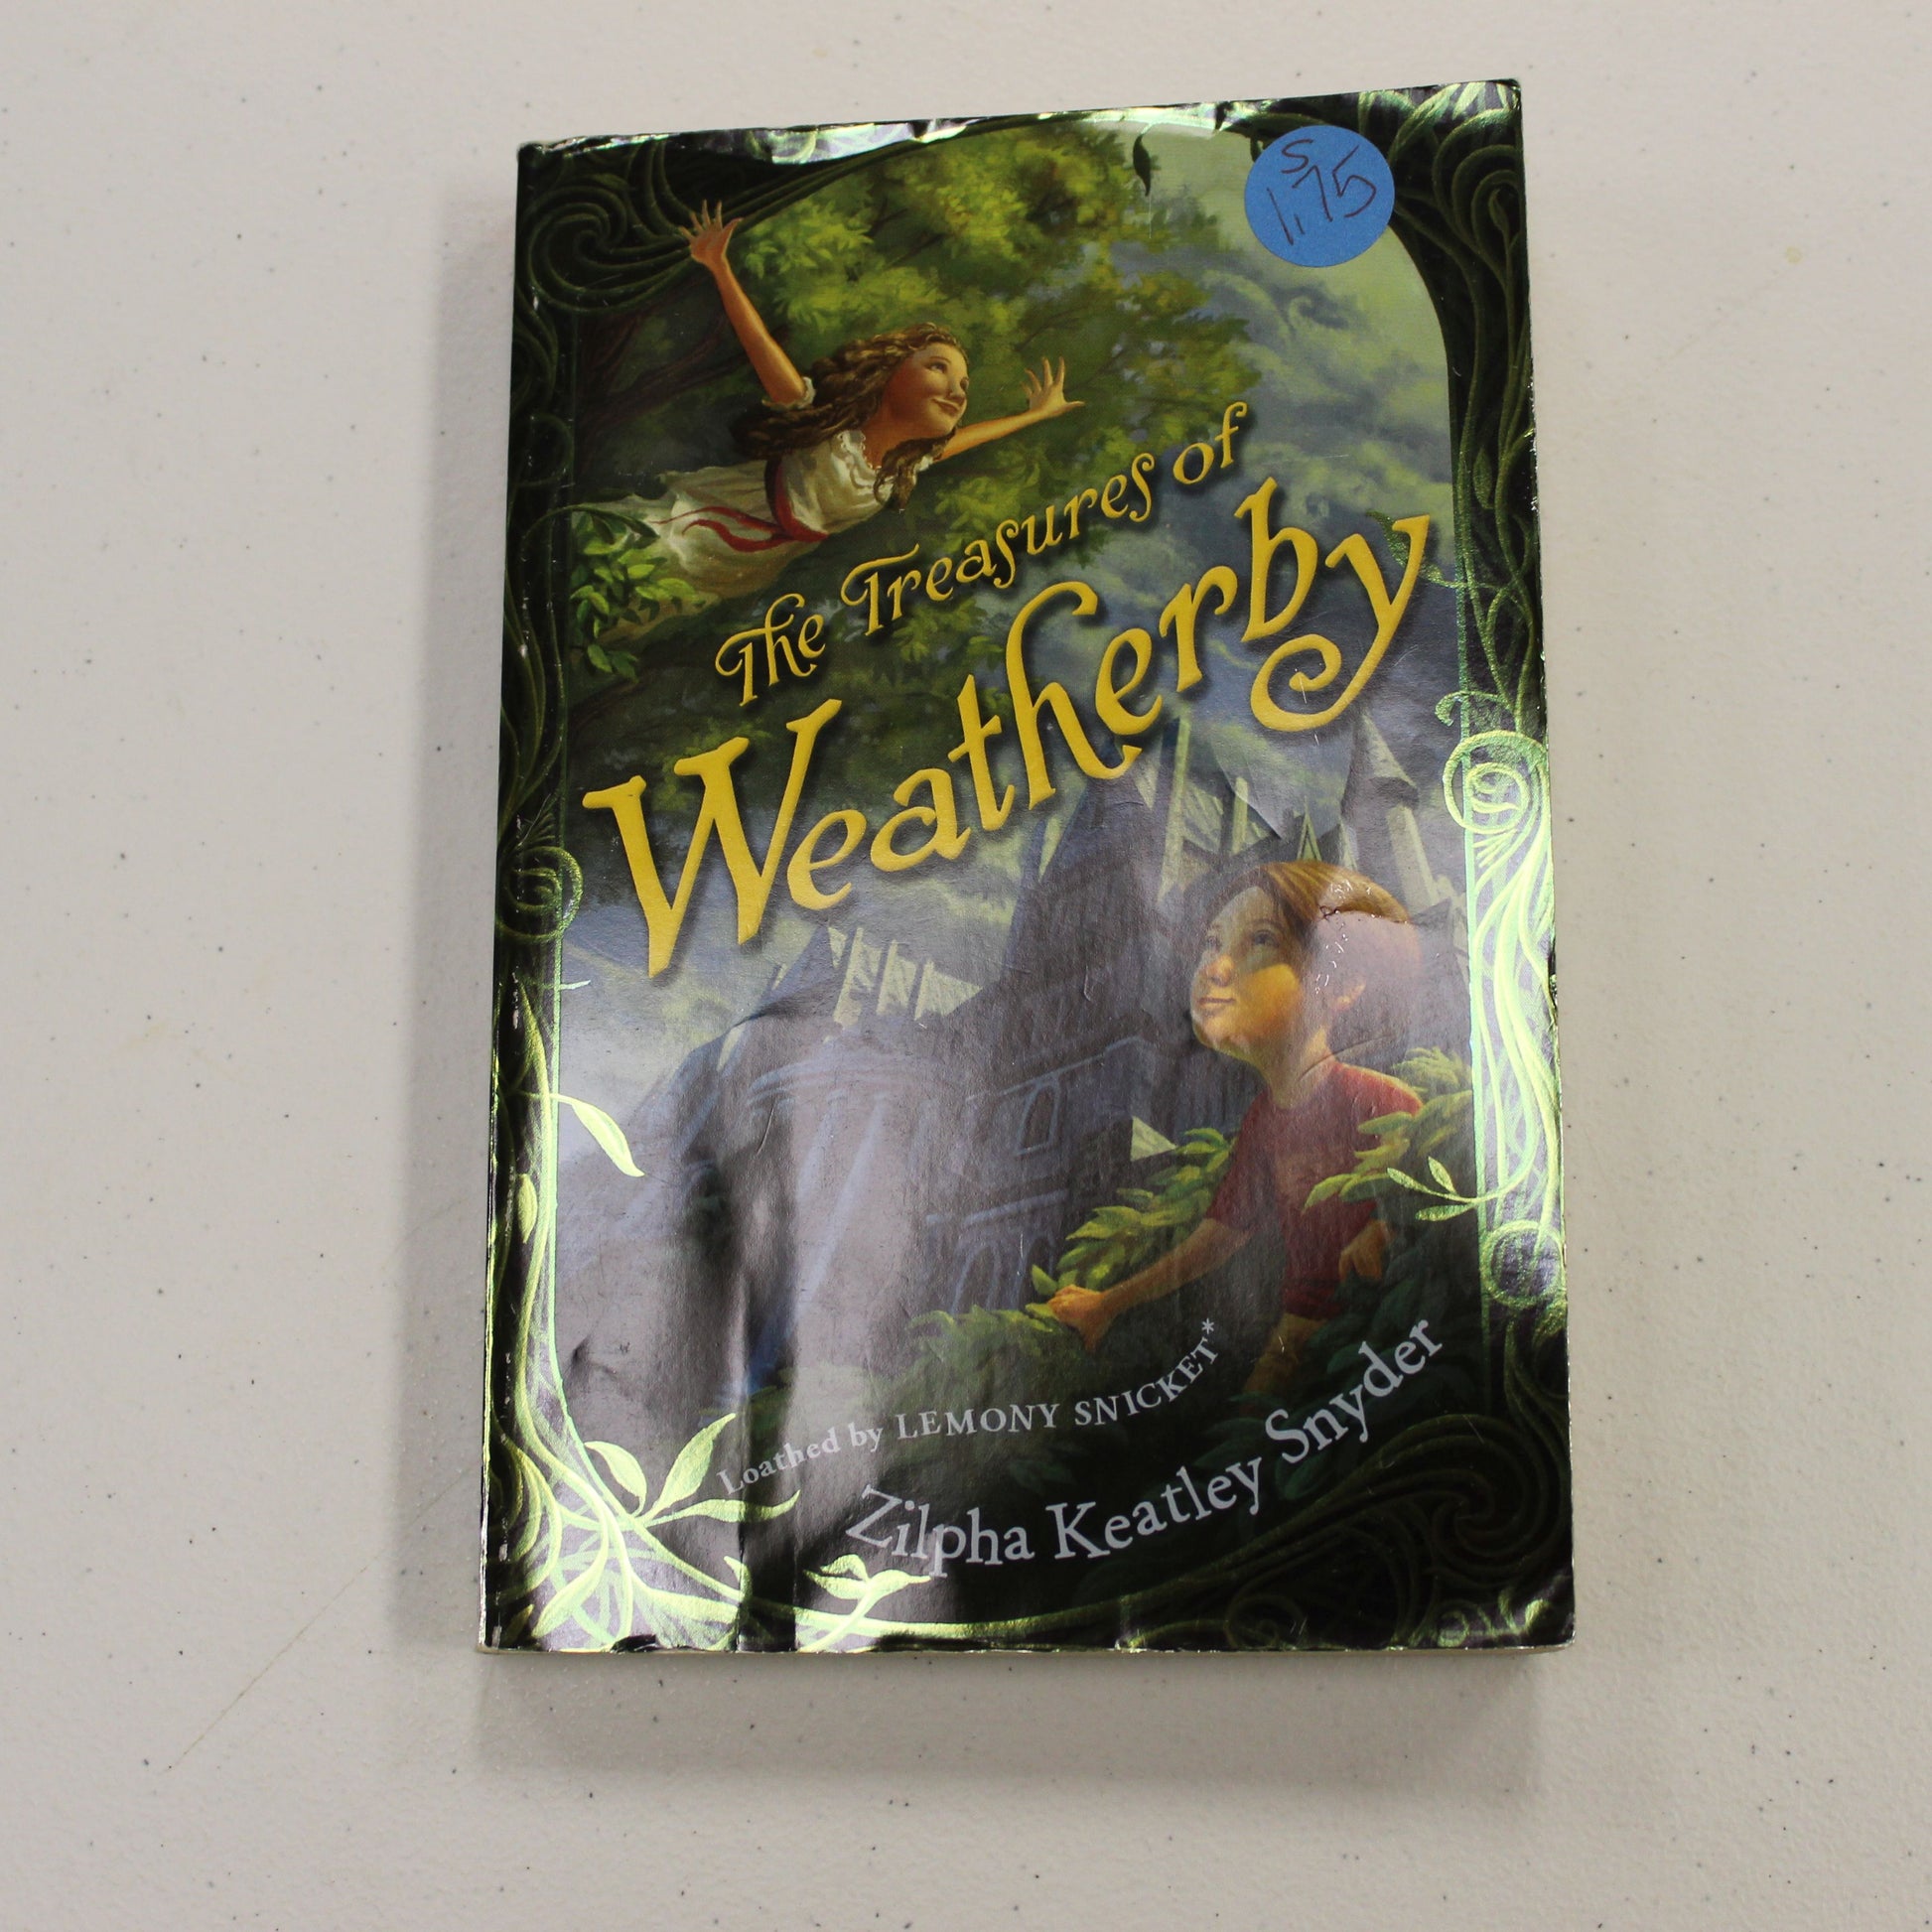 S
1.75
The Treasures of
Weatherby
Loathed by LEMONY SNICKET*
Zilpha Keatley Snyder